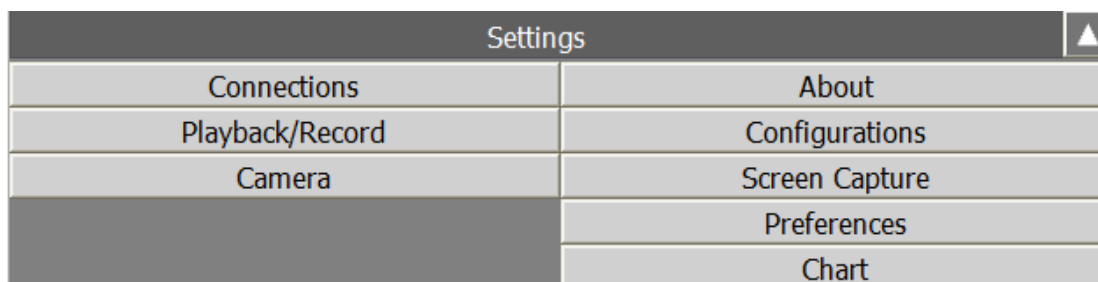 Settings
Connections
About
Playback/Record
Configurations
Camera
Screen Capture
Preferences
Chart